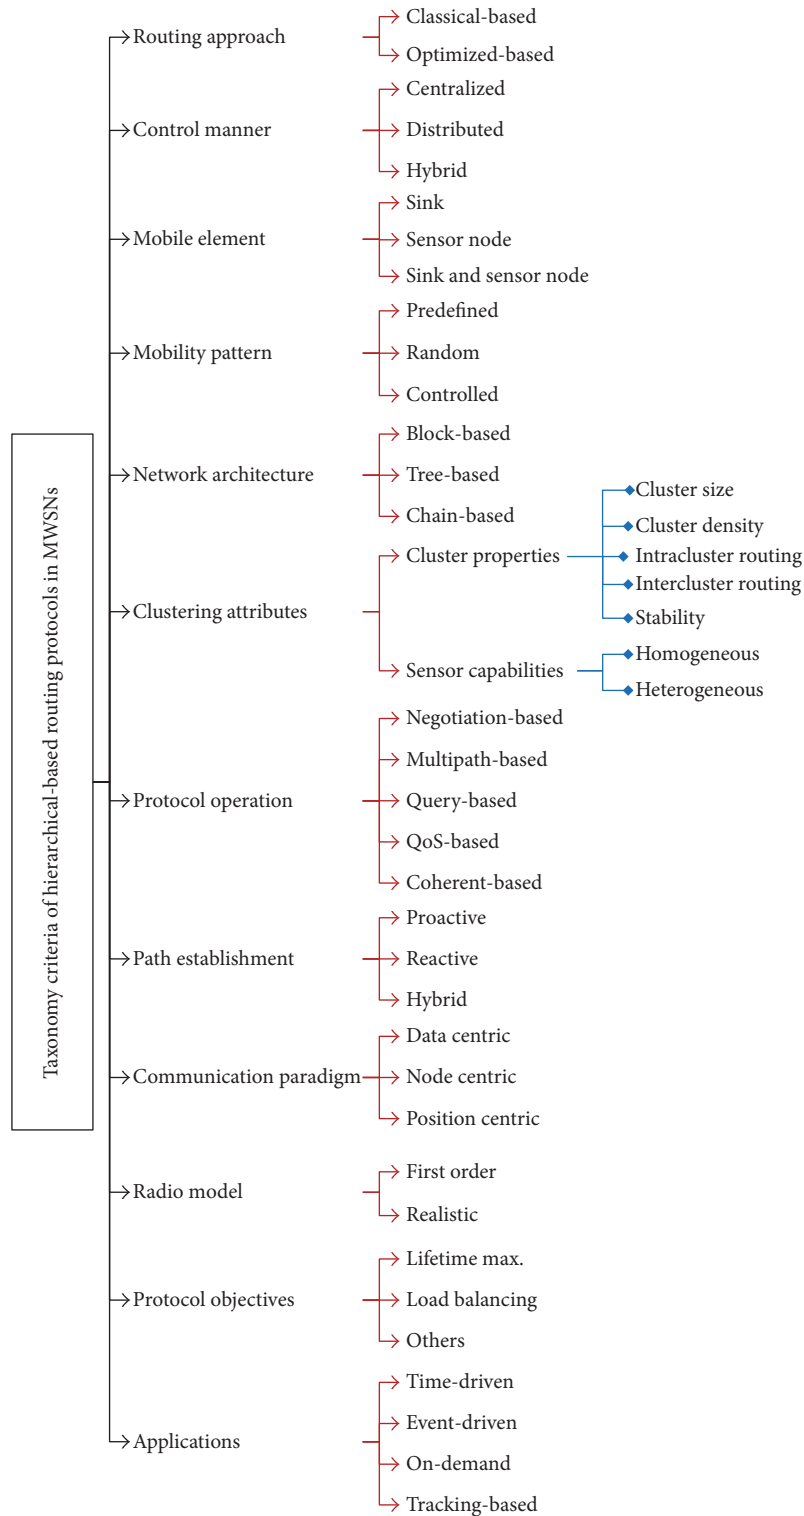 Taxonomy criteria of hierarchical-based routing protocols in MWSNs
Routing approach
Classical-based
Optimized-based
Control manner
Centralized
Distributed
Hybrid
Mobile element
Sink
Sensor node
Sink and sensor node
Mobility pattern
Predefined
Random
Controlled
Network architecture
Block-based
Tree-based
Chain-based
Clustering attributes
Cluster properties
Cluster size
Cluster density
Intracluster routing
Intercluster routing
Stability
Sensor capabilities
Homogeneous
Heterogeneous
Protocol operation
Negotiation-based
Multipath-based
Query-based
QoS-based
Coherent-based
Path establishment
Proactive
Reactive
Hybrid
Communication paradigm
Data centric
Node centric
Position centric
Radio model
First order
Realistic
Protocol objectives
Lifetime max.
Load balancing
Others
Applications
Time-driven
Event-driven
On-demand
Tracking-based